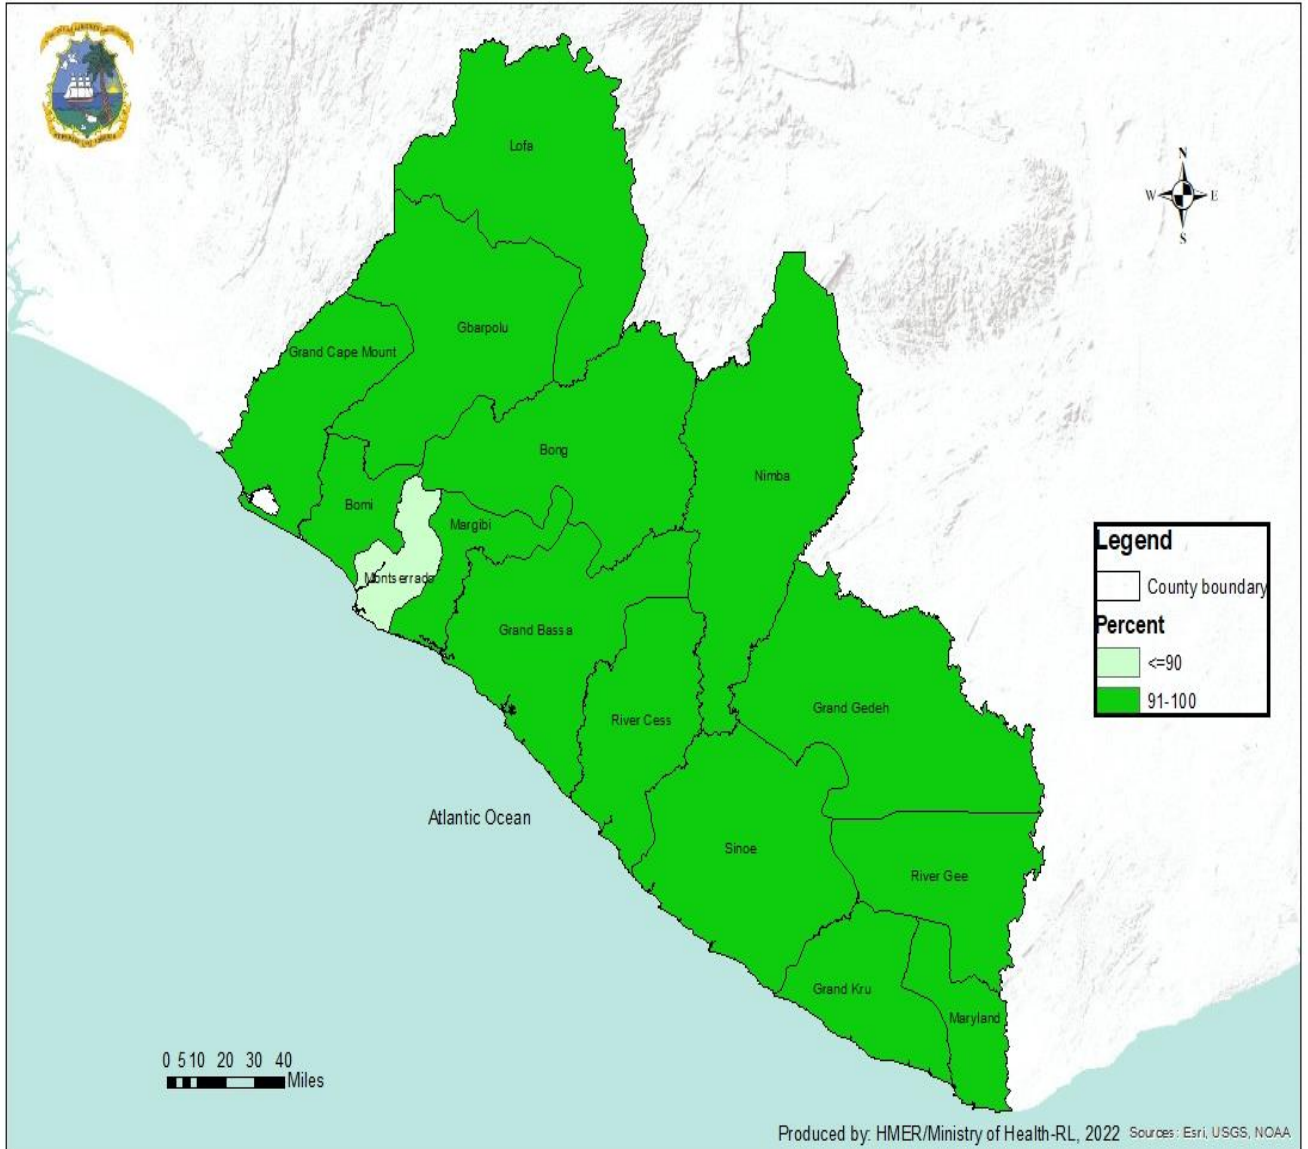 N
W E
S
Lofa
Gbarpolu
Grand Cape Mount
Bong
Nimba
Bomi
Margibi
Montserrado
Grand Bassa
River Cess
Grand Gedeh
Sinoe
River Gee
Grand Kru
Maryland
Atlantic Ocean
Legend
County boundary
Percent
<=90
91-100
0 5 10 20 30 40
Miles
Produced by: HMER/Ministry of Health-RL, 2022 Sources: Esri, USGS, NOAA